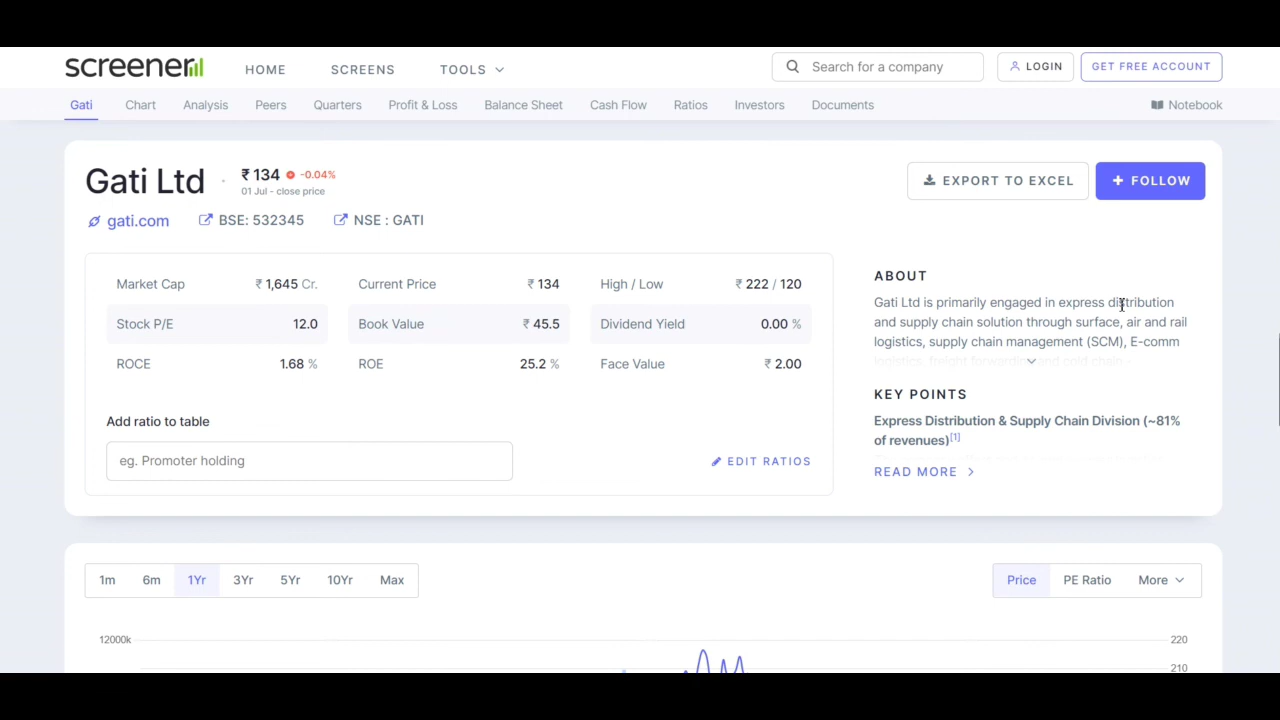 screener
HOME SCREENS TOOLS
Search for a company
LOGIN
GET FREE ACCOUNT
Gati Chart Analysis Peers Quarters Profit & Loss Balance Sheet Cash Flow Ratios Investors Documents Notebook
Gati Ltd · ₹ 134 -0.04%
01 Jul - close price
EXPORT TO EXCEL
+ FOLLOW
gati.com BSE: 532345 NSE : GATI
Market Cap ₹ 1,645 Cr. Current Price ₹ 134 High / Low ₹ 222 / 120
Stock P/E 12.0 Book Value ₹ 45.5 Dividend Yield 0.00 %
ROCE 1.68 % ROE 25.2 % Face Value ₹ 2.00
Add ratio to table
eg. Promoter holding
EDIT RATIOS
ABOUT
Gati Ltd is primarily engaged in express distribution
and supply chain solution through surface, air and rail
logistics, supply chain management (SCM), E-comm
logistics, freight forwarding and cold chain
KEY POINTS
Express Distribution & Supply Chain Division (~81%
of revenues)[1]
READ MORE
1m 6m 1Yr 3Yr 5Yr 10Yr Max
Price PE Ratio More
12000k 220
210